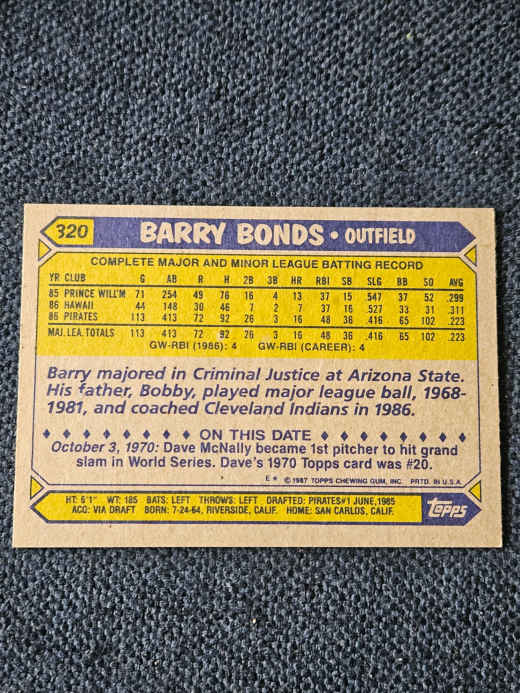 320 BARRY BONDS • OUTFIELD
COMPLETE MAJOR AND MINOR LEAGUE BATTING RECORD
YR CLUB G AB R H 2B 3B HR RBI SB SLG BB SO AVG
85 PRINCE WILL'M 71 254 49 76 16 4 13 37 15 .547 37 52 .299
86 HAWAII 44 148 30 46 7 2 7 37 16 .527 33 31 .311
86 PIRATES 113 413 72 92 26 3 16 48 36 .416 65 102 .223
MAJ. LEA. TOTALS 113 413 72 92 26 3 16 48 36 .416 65 102 .223
GW-RBI (1986): 4 GW-RBI (CAREER): 4
Barry majored in Criminal Justice at Arizona State.
His father, Bobby, played major league ball, 1968-
1981, and coached Cleveland Indians in 1986.
ON THIS DATE
October 3, 1970: Dave McNally became 1st pitcher to hit grand
slam in World Series. Dave's 1970 Topps card was #20.
E* © 1987 TOPPS CHEWING GUM, INC. PRTD. IN U.S.A.
HT: 6'1" WT: 185 BATS: LEFT THROWS: LEFT DRAFTED: PIRATES#1 JUNE, 1985
ACQ: VIA DRAFT BORN: 7-24-64, RIVERSIDE, CALIF. HOME: SAN CARLOS, CALIF.
topps